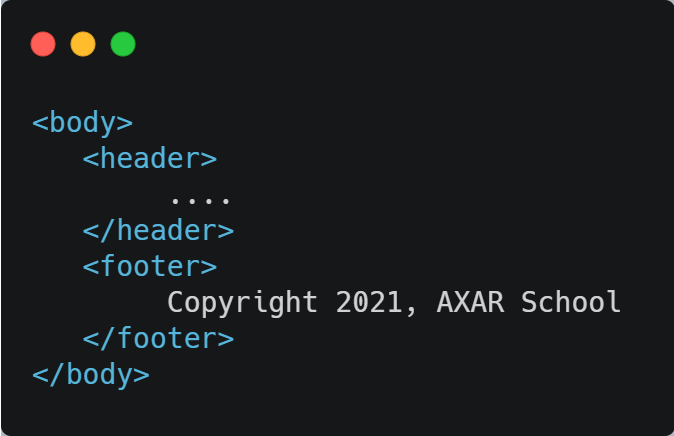 <body>
   <header>
        ....
   </header>
   <footer>
        Copyright 2021, AXAR School
   </footer>
</body>